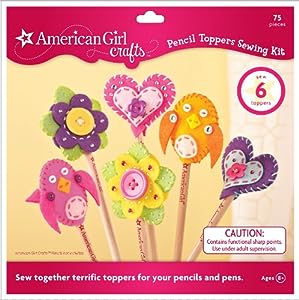 American Girl
crafts
Pencil Toppers Sewing Kit
75
pieces
sew
6
toppers
CAUTION:
Contains functional sharp points.
Use under adult supervision.
Sew together terrific toppers for your pencils and pens.
Ages 8+